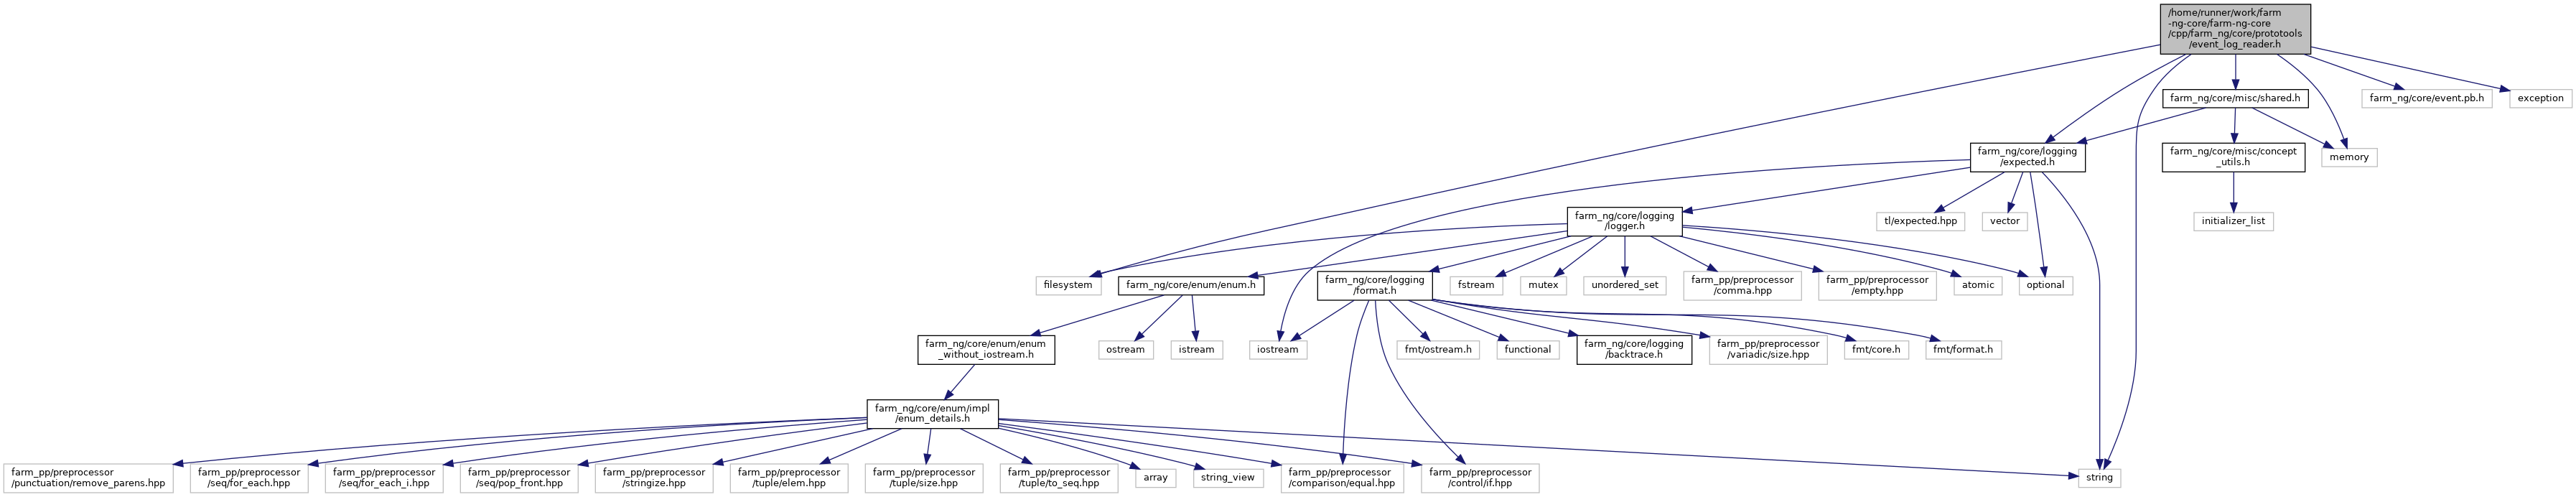 /home/runner/work/farm
-ng-core/farm-ng-core
/cpp/farm_ng/core/prototools
/event_log_reader.h
farm_ng/core/misc/shared.h
farm_ng/core/event.pb.h
exception
farm_ng/core/logging
/expected.h
farm_ng/core/misc/concept
_utils.h
memory
farm_ng/core/logging
/logger.h
tl/expected.hpp
vector
initializer_list
filesystem
farm_ng/core/enum/enum.h
farm_ng/core/logging
/format.h
fstream
mutex
unordered_set
farm_pp/preprocessor
/comma.hpp
farm_pp/preprocessor
/empty.hpp
atomic
optional
farm_ng/core/enum/enum
_without_iostream.h
ostream
istream
iostream
fmt/ostream.h
functional
farm_ng/core/logging
/backtrace.h
farm_pp/preprocessor
/variadic/size.hpp
fmt/core.h
fmt/format.h
farm_ng/core/enum/impl
/enum_details.h
farm_pp/preprocessor
/punctuation/remove_parens.hpp
farm_pp/preprocessor
/seq/for_each.hpp
farm_pp/preprocessor
/seq/for_each_i.hpp
farm_pp/preprocessor
/seq/pop_front.hpp
farm_pp/preprocessor
/stringize.hpp
farm_pp/preprocessor
/tuple/elem.hpp
farm_pp/preprocessor
/tuple/size.hpp
farm_pp/preprocessor
/tuple/to_seq.hpp
array
string_view
farm_pp/preprocessor
/comparison/equal.hpp
farm_pp/preprocessor
/control/if.hpp
string